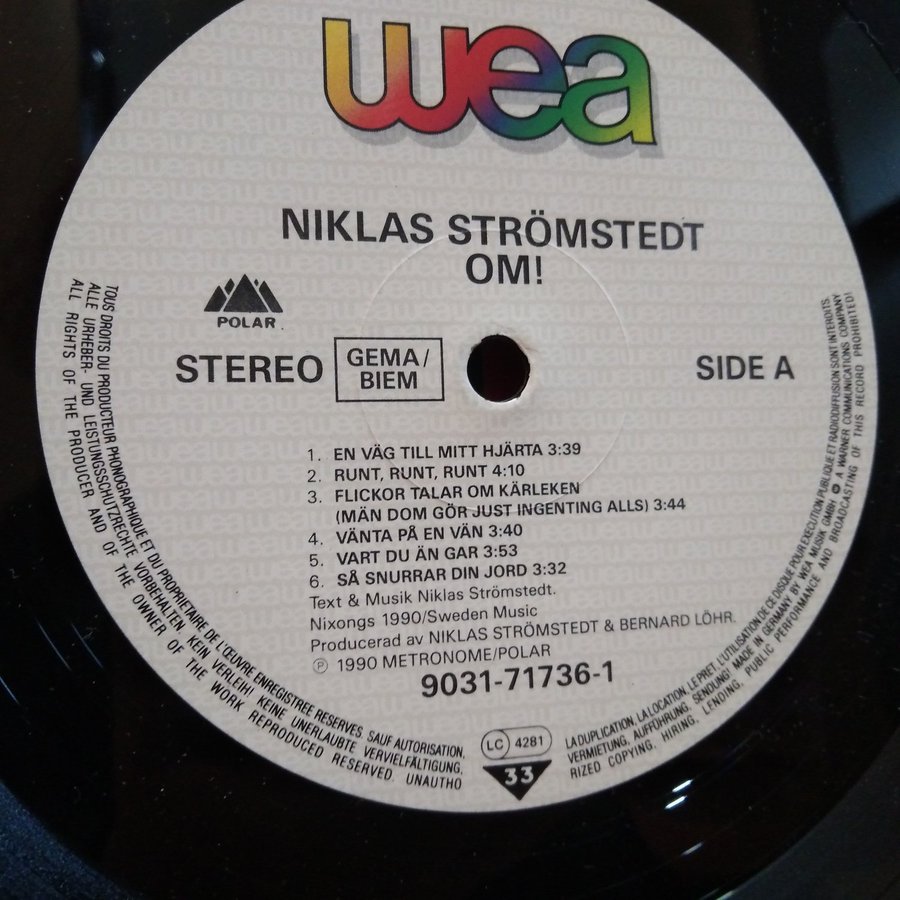 wea
NIKLAS STRÖMSTEDT
OM!
POLAR
STEREO
GEMA/
BIEM
SIDE A
1. EN VÄG TILL MITT HJÄRTA 3:39
2. RUNT, RUNT, RUNT 4:10
3. FLICKOR TALAR OM KÄRLEKEN
(MÄN DOM GÖR JUST INGENTING ALLS) 3:44
4. VÄNTA PÅ EN VÄN 3:40
5. VART DU ÄN GAR 3:53
6. SÅ SNURRAR DIN JORD 3:32
Text & Musik Niklas Strömstedt.
Nixongs 1990/Sweden Music
Producerad av NIKLAS STRÖMSTEDT & BERNARD LÖHR.
Ⓟ 1990 METRONOME/POLAR
9031-71736-1
LC 4281
33
TOUS DROITS DU PRODUCTEUR PHONOGRAPHIQUE ET DU PROPRIETAIRE DE L'ŒUVRE ENREGISTREE RESERVES. SAUF AUTORISATION, LA DUPLICATION, LA LOCATION, LE PRET, L'UTILISATION DE CE DISQUE POUR EXECUTION PUBLIQUE ET RADIODIFFUSION SONT INTERDITS.
ALLE URHEBER- UND LEISTUNGSSCHUTZRECHTE VORBEHALTEN. KEIN VERLEIH! KEINE UNERLAUBTE VERVIELFÄLTIGUNG, VERMIETUNG, AUFFÜHRUNG, SENDUNG! MADE IN GERMANY BY WEA MUSIK GMBH A WARNER COMMUNICATIONS COMPANY
ALL RIGHTS OF THE PRODUCER AND OF THE OWNER OF THE WORK REPRODUCED RESERVED. UNAUTHORIZED COPYING, HIRING, LENDING, PUBLIC PERFORMANCE AND BROADCASTING OF THIS RECORD PROHIBITED!